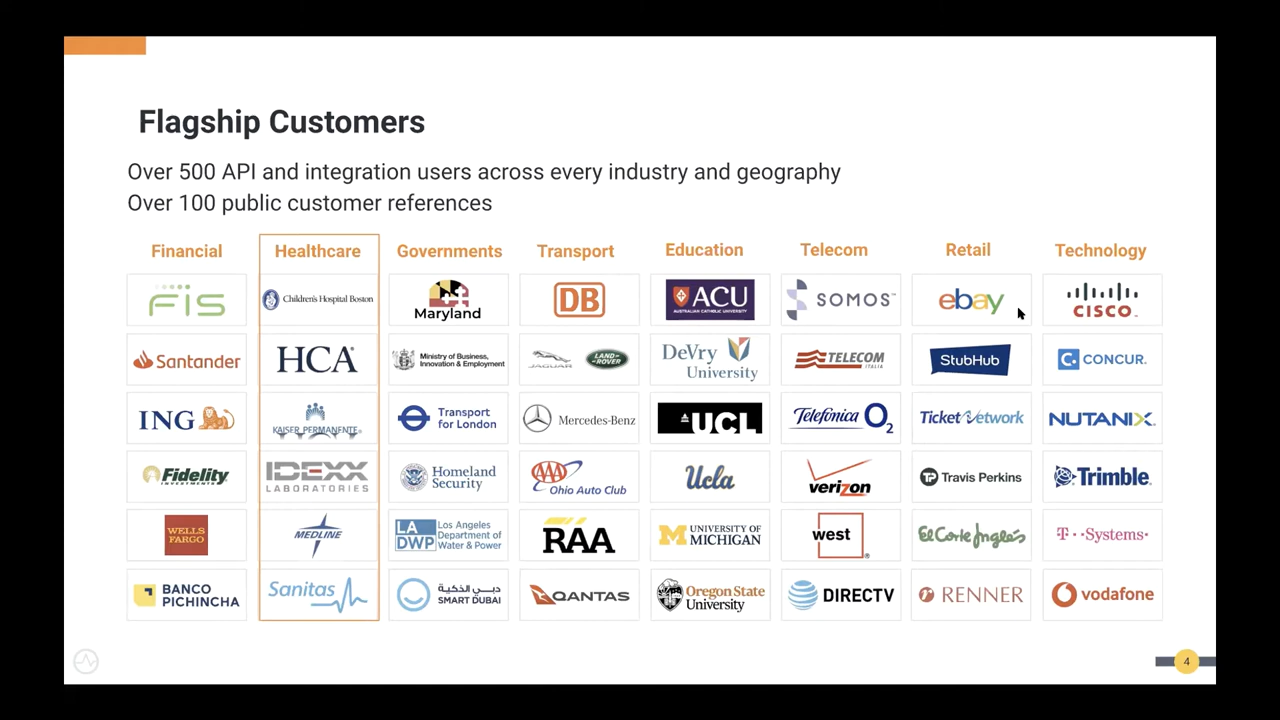 Flagship Customers
Over 500 API and integration users across every industry and geography
Over 100 public customer references
Financial Healthcare Governments Transport Education Telecom Retail Technology
FIS
Children's Hospital Boston
Maryland
DB
ACU
AUSTRALIAN CATHOLIC UNIVERSITY
SOMOS™
ebay
CISCO
Santander
HCA®
Ministry of Business,
Innovation & Employment
JAGUAR
LAND-
ROVER
DeVry
University
TELECOM
ITALIA
StubHub
C. CONCUR.
ING
KAISER PERMANENTE®
Transport
for London
Mercedes-Benz
UCL
Telefónica O2
TicketNetwork
NUTANIX
Fidelity
INVESTMENTS
IDEXX
LABORATORIES
Homeland
Security
AAA
Ohio Auto Club
Ucla
verizon
TP Travis Perkins
Trimble
WELLS
FARGO
MEDLINE
LA
DWP
Los Angeles
Department of
Water & Power
RAA
M UNIVERSITY OF
MICHIGAN
west®
El Corte Inglés
T··Systems·
BANCO
PICHINCHA
Sanitas
دبي الذكية
SMART DUBAI
QANTAS
Oregon State
University
DIRECTV
RENNER
vodafone
4